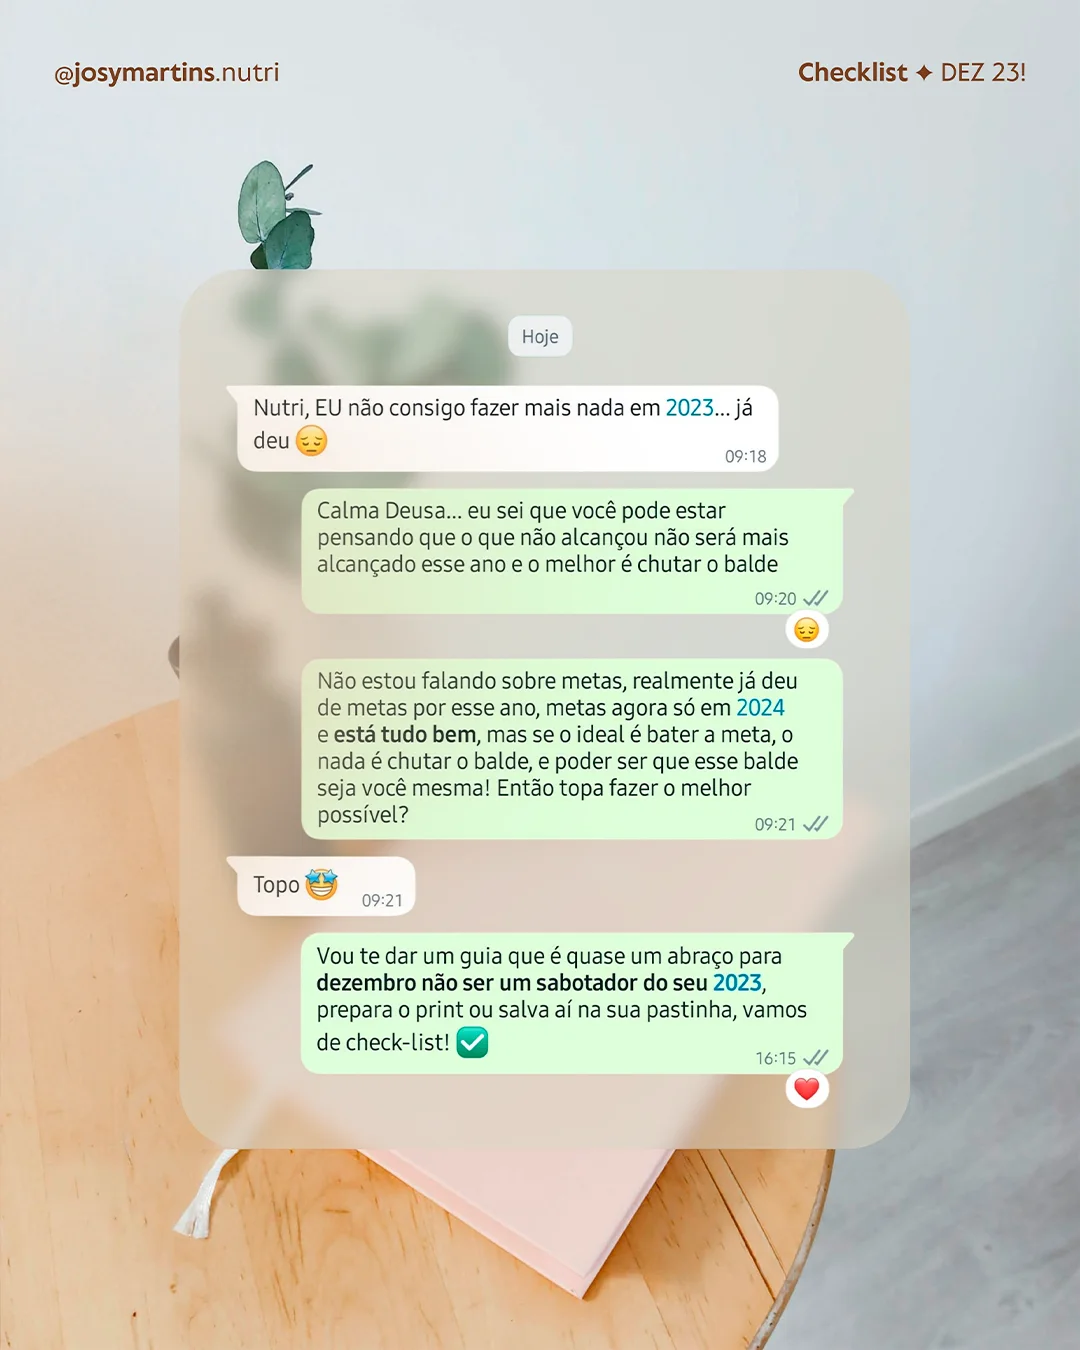 @josymartins.nutri
Checklist ✦ DEZ 23!
Hoje
Nutri, EU não consigo fazer mais nada em 2023... já
deu 😔
09:18
Calma Deusa... eu sei que você pode estar
pensando que o que não alcançou não será mais
alcançado esse ano e o melhor é chutar o balde
09:20
😔
Não estou falando sobre metas, realmente já deu
de metas por esse ano, metas agora só em 2024
e está tudo bem, mas se o ideal é bater a meta, o
nada é chutar o balde, e poder ser que esse balde
seja você mesma! Então topa fazer o melhor
possível?
09:21
Topo 🤩
09:21
Vou te dar um guia que é quase um abraço para
dezembro não ser um sabotador do seu 2023,
prepara o print ou salva aí na sua pastinha, vamos
de check-list! ✅
16:15
❤️